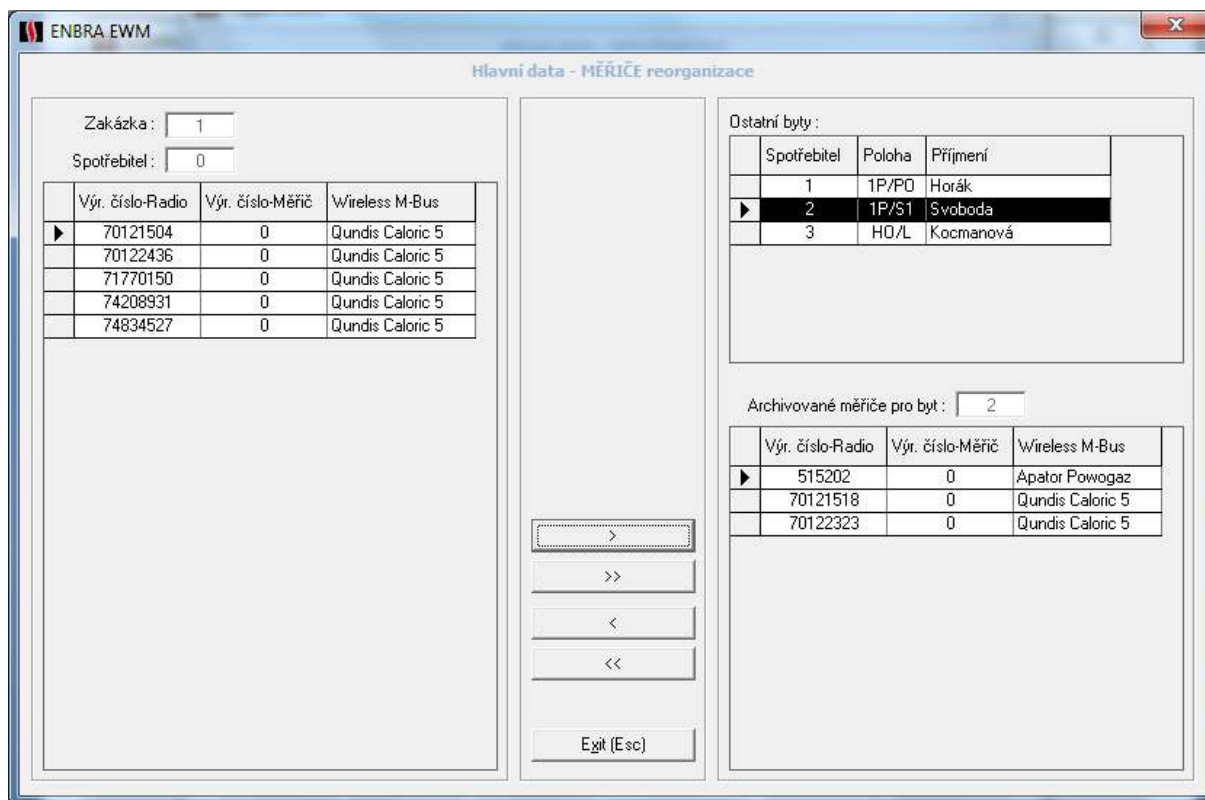 ENBRA EWM
Hlavní data - MĚŘIČE reorganizace
Zakázka : 1
Spotřebitel : 0
Výr. číslo-Radio Výr. číslo-Měřič Wireless M-Bus
70121504 0 Qundis Caloric 5
70122436 0 Qundis Caloric 5
71770150 0 Qundis Caloric 5
74208931 0 Qundis Caloric 5
74834527 0 Qundis Caloric 5
>
>>
<
<<
Exit (Esc)
Ostatní byty :
Spotřebitel Poloha Příjmení
1 1P/P0 Horák
2 1P/S1 Svoboda
3 HO/L Kocmanová
Archivované měřiče pro byt : 2
Výr. číslo-Radio Výr. číslo-Měřič Wireless M-Bus
515202 0 Apator Powogaz
70121518 0 Qundis Caloric 5
70122323 0 Qundis Caloric 5